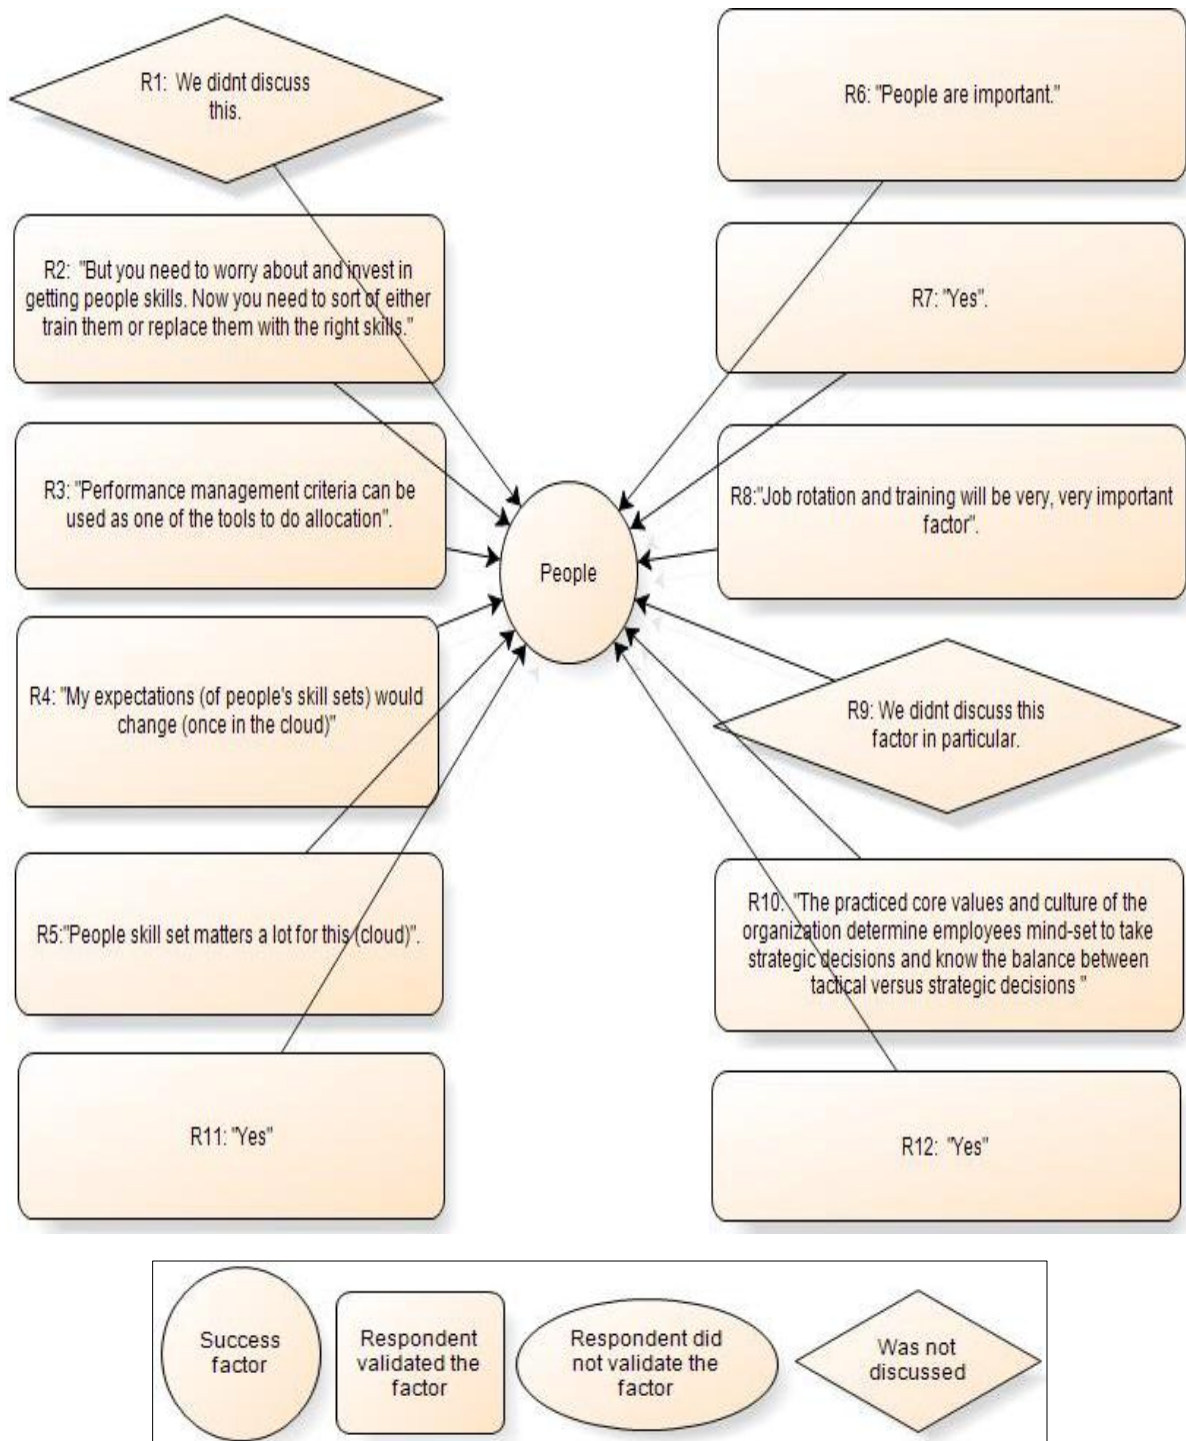 R1:  We didnt discuss
this.
R2:  "But you need to worry about and invest in
getting people skills. Now you need to sort of either
train them or replace them with the right skills."
R3: "Performance management criteria can be
used as one of the tools to do allocation".
R4: "My expectations (of people's skill sets) would
change (once in the cloud)"
R5:"People skill set matters a lot for this (cloud)".
R11: "Yes"
People
R6: "People are important."
R7: "Yes".
R8:"Job rotation and training will be very, very important
factor".
R9: We didnt discuss this
factor in particular.
R10:  "The practiced core values and culture of the
organization determine employees mind-set to take
strategic decisions and know the balance between
tactical versus strategic decisions "
R12:  "Yes"
Success
factor
Respondent
validated the
factor
Respondent did
not validate the
factor
Was not
discussed